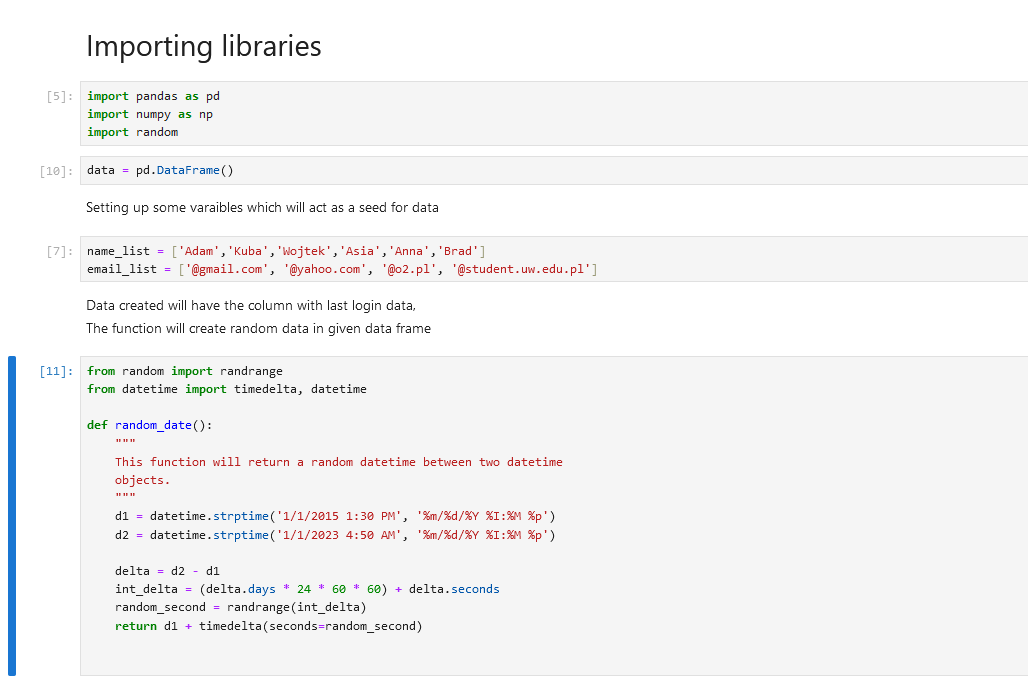 Importing libraries
[5]:
import pandas as pd
import numpy as np
import random
[10]:
data = pd.DataFrame()
Setting up some varaibles which will act as a seed for data
[7]:
name_list = ['Adam','Kuba','Wojtek','Asia','Anna','Brad']
email_list = ['@gmail.com', '@yahoo.com', '@o2.pl', '@student.uw.edu.pl']
Data created will have the column with last login data,
The function will create random data in given data frame
[11]:
from random import randrange
from datetime import timedelta, datetime
def random_date():
"""
This function will return a random datetime between two datetime
objects.
"""
d1 = datetime.strptime('1/1/2015 1:30 PM', '%m/%d/%Y %I:%M %p')
d2 = datetime.strptime('1/1/2023 4:50 AM', '%m/%d/%Y %I:%M %p')
delta = d2 - d1
int_delta = (delta.days * 24 * 60 * 60) + delta.seconds
random_second = randrange(int_delta)
return d1 + timedelta(seconds=random_second)